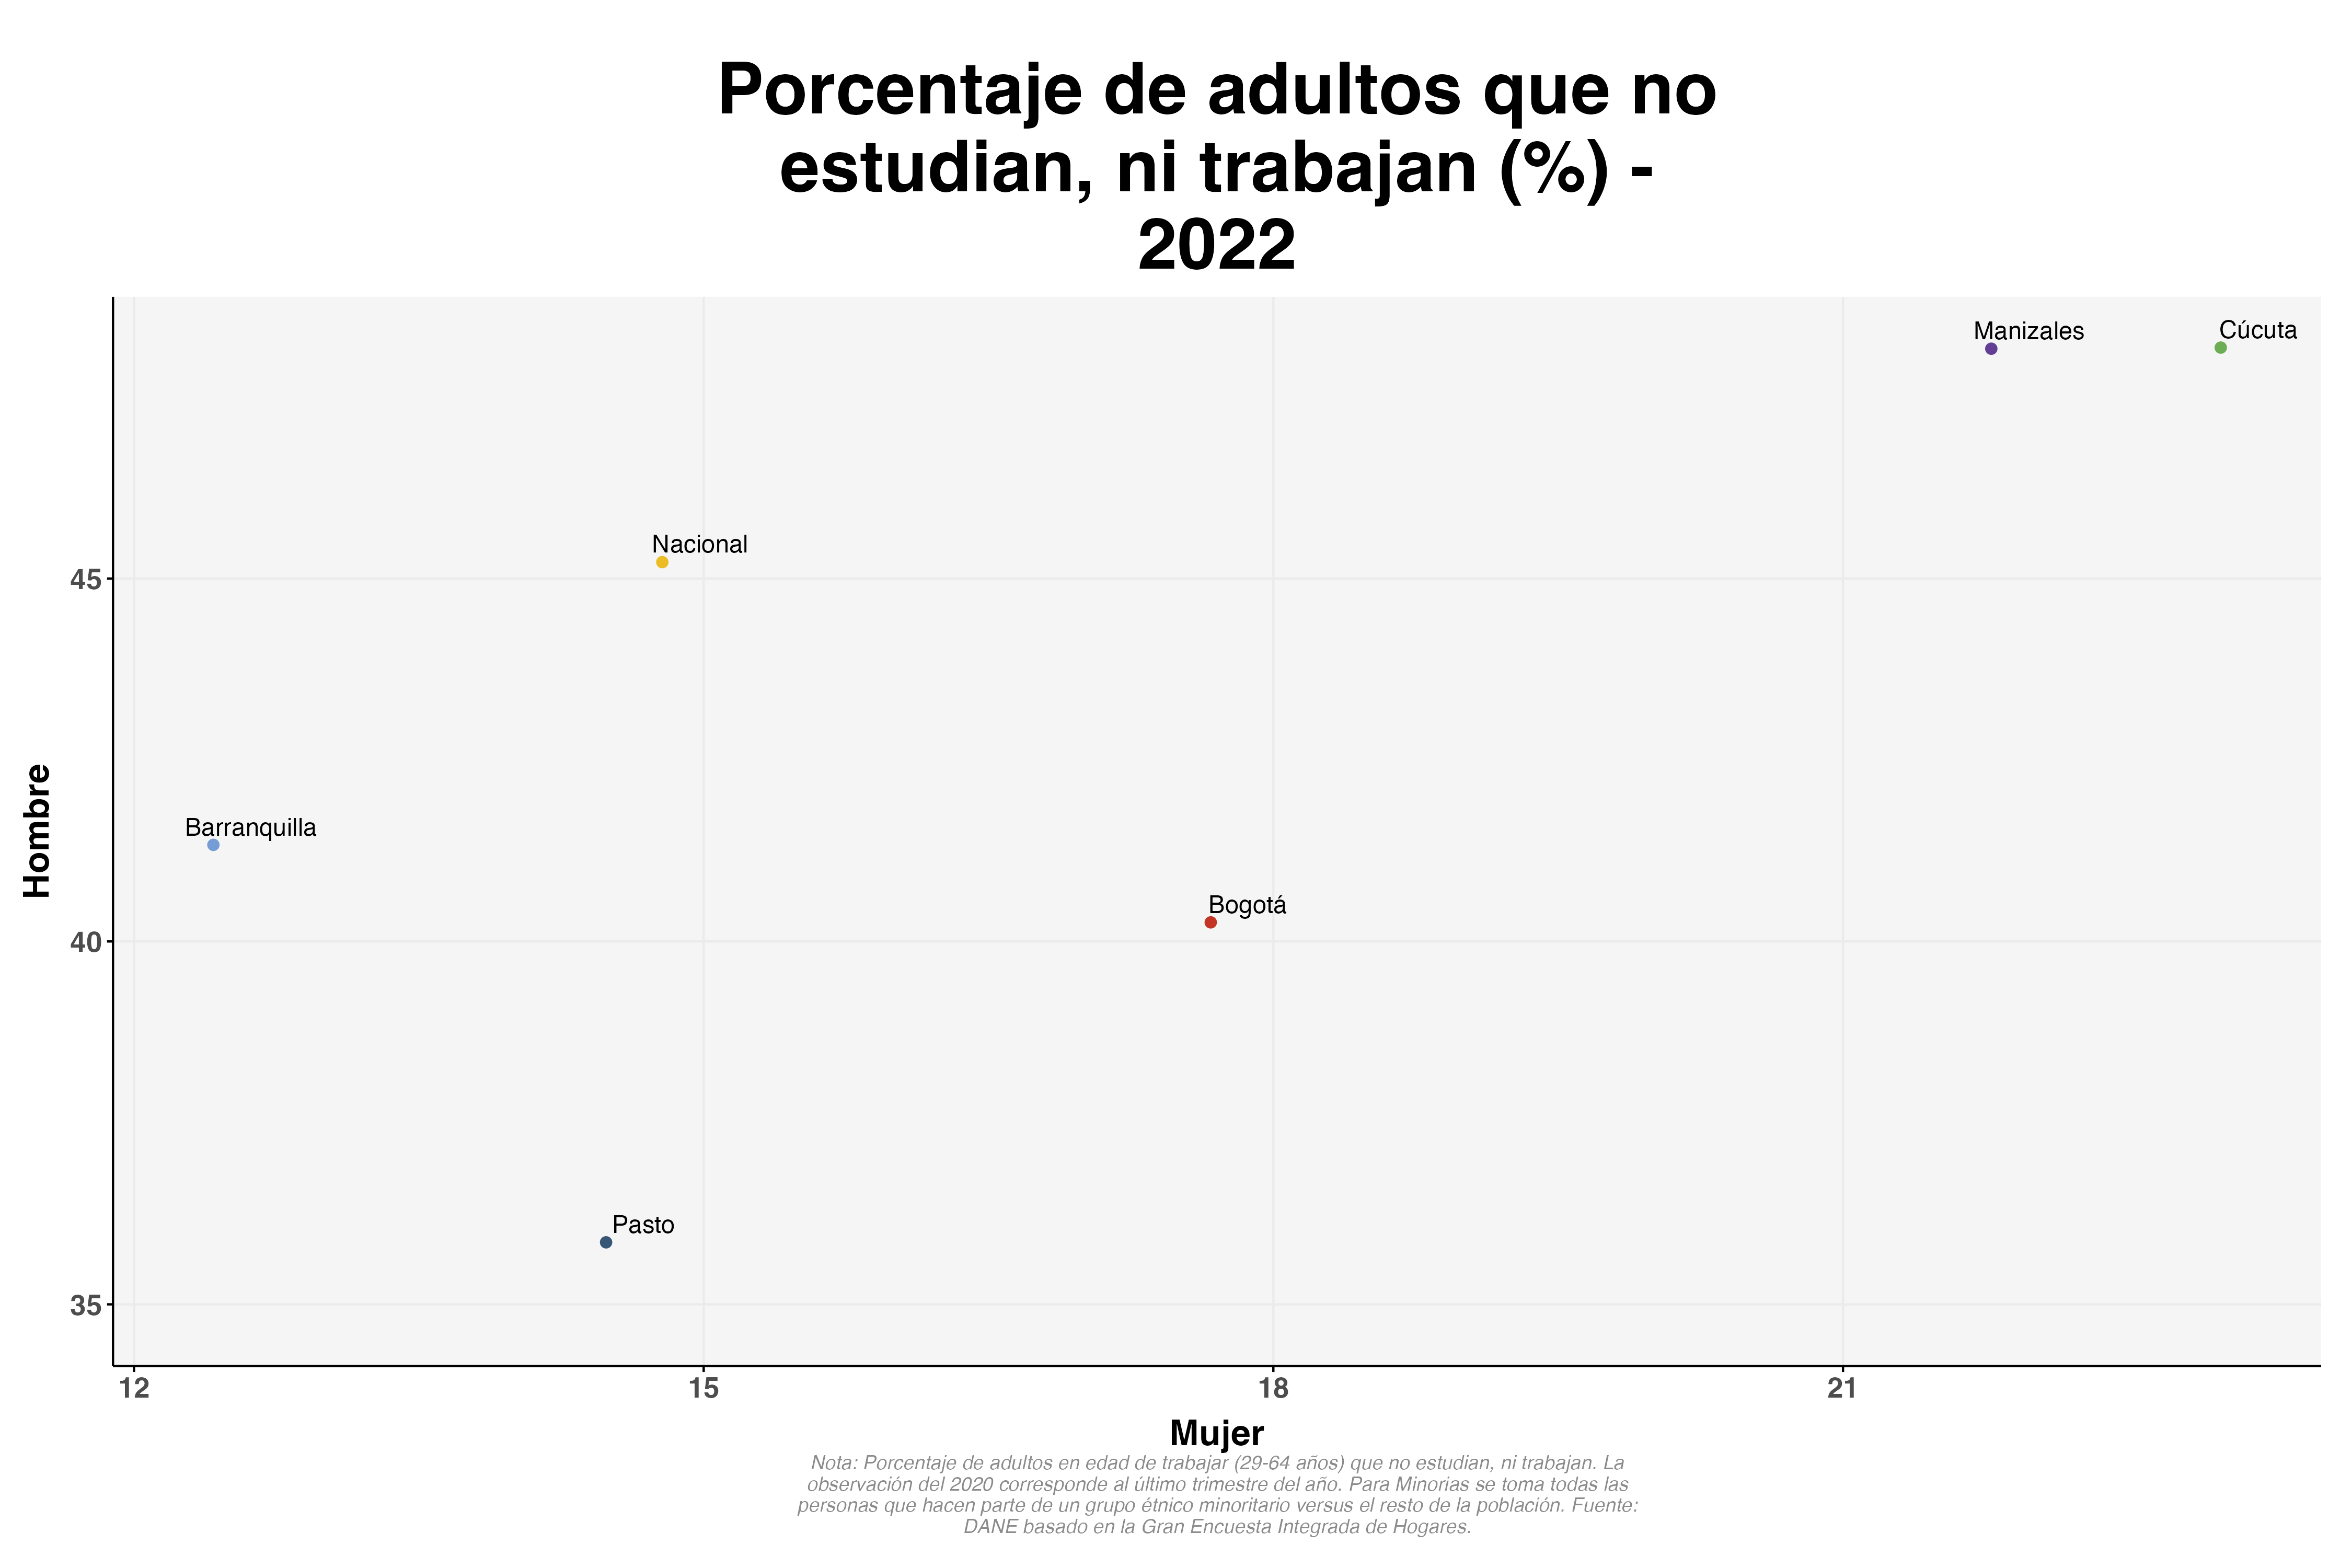 Porcentaje de adultos que no
estudian, ni trabajan (%) -
2022
Manizales
Cúcuta
Nacional
45
Hombre
Barranquilla
Bogotá
40
Pasto
35
12
15
18
21
Mujer
Nota: Porcentaje de adultos en edad de trabajar (29-64 años) que no estudian, ni trabajan. La
observación del 2020 corresponde al último trimestre del año. Para Minorias se toma todas las
personas que hacen parte de un grupo étnico minoritario versus el resto de la población. Fuente:
DANE basado en la Gran Encuesta Integrada de Hogares.